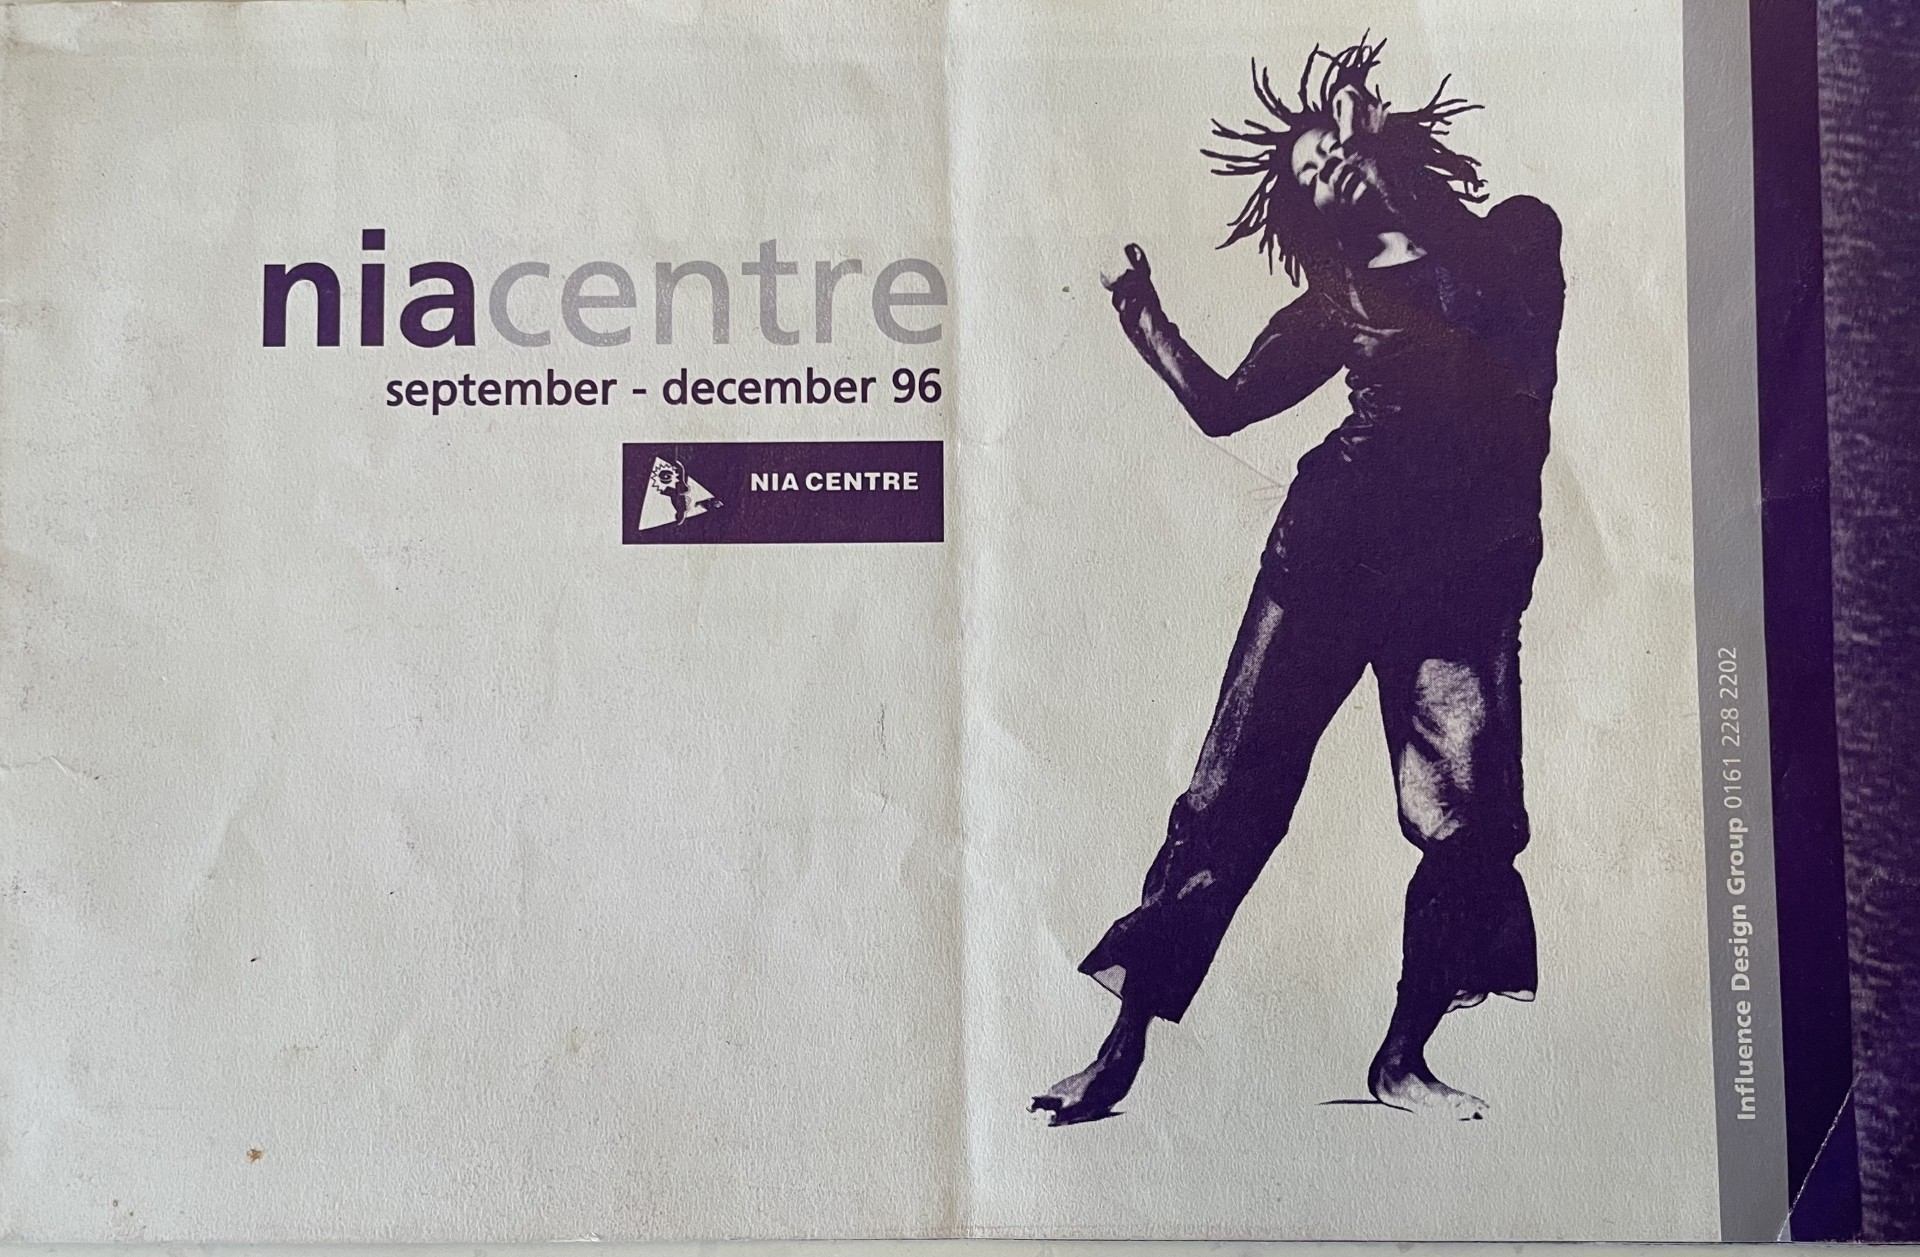 niacentre
september - december 96
NIA CENTRE
Influence Design Group 0161 228 2202